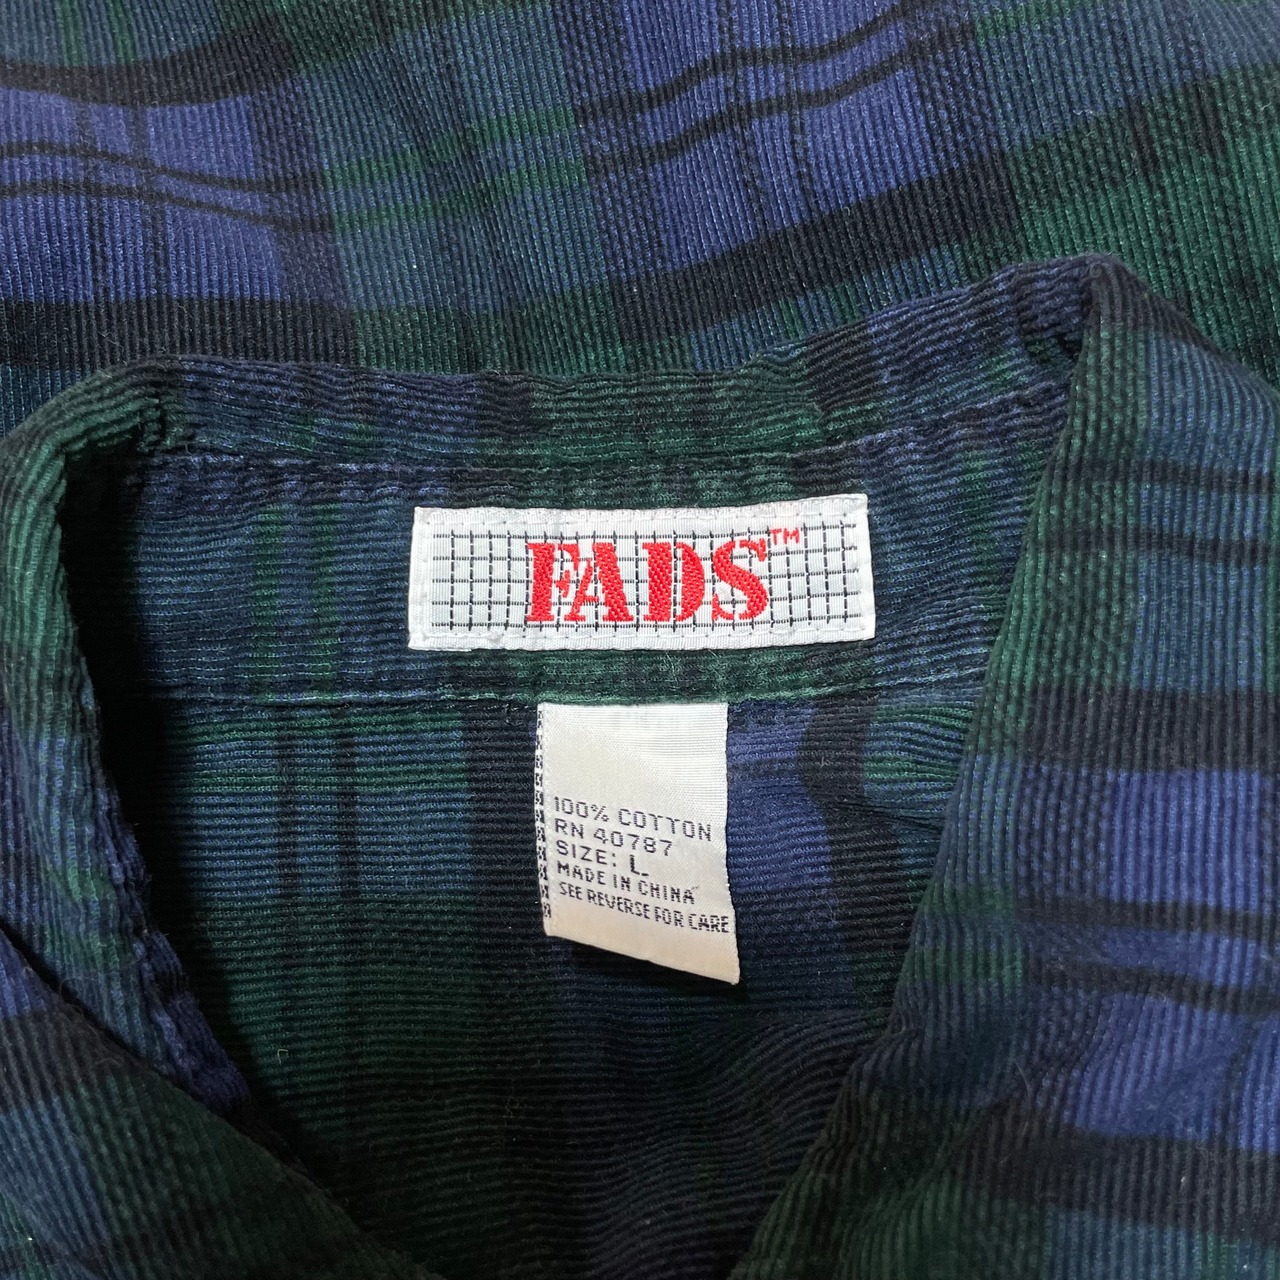 FADS™
100% COTTON
RN 40787
SIZE: L
MADE IN CHINA
SEE REVERSE FOR CARE